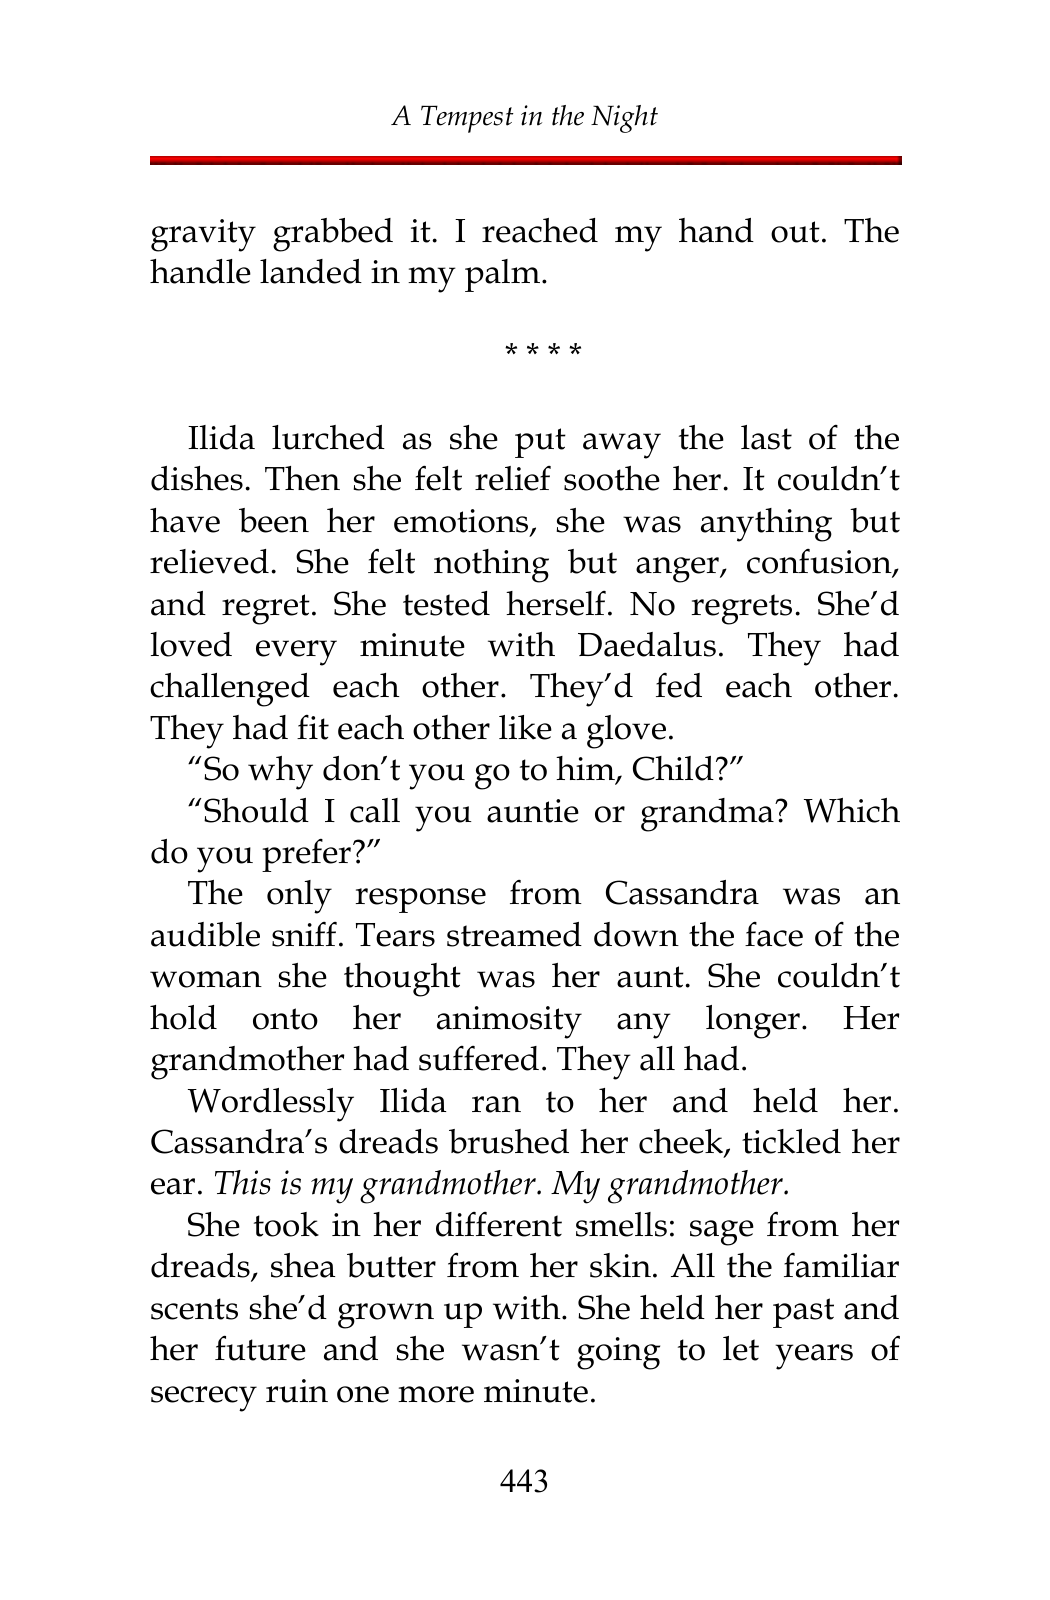 A Tempest in the Night
gravity grabbed it. I reached my hand out. The
handle landed in my palm.
* * * *
Ilida lurched as she put away the last of the
dishes. Then she felt relief soothe her. It couldn’t
have been her emotions, she was anything but
relieved. She felt nothing but anger, confusion,
and regret. She tested herself. No regrets. She’d
loved every minute with Daedalus. They had
challenged each other. They’d fed each other.
They had fit each other like a glove.
“So why don’t you go to him, Child?”
“Should I call you auntie or grandma? Which
do you prefer?”
The only response from Cassandra was an
audible sniff. Tears streamed down the face of the
woman she thought was her aunt. She couldn’t
hold onto her animosity any longer. Her
grandmother had suffered. They all had.
Wordlessly Ilida ran to her and held her.
Cassandra’s dreads brushed her cheek, tickled her
ear. This is my grandmother. My grandmother.
She took in her different smells: sage from her
dreads, shea butter from her skin. All the familiar
scents she’d grown up with. She held her past and
her future and she wasn’t going to let years of
secrecy ruin one more minute.
443